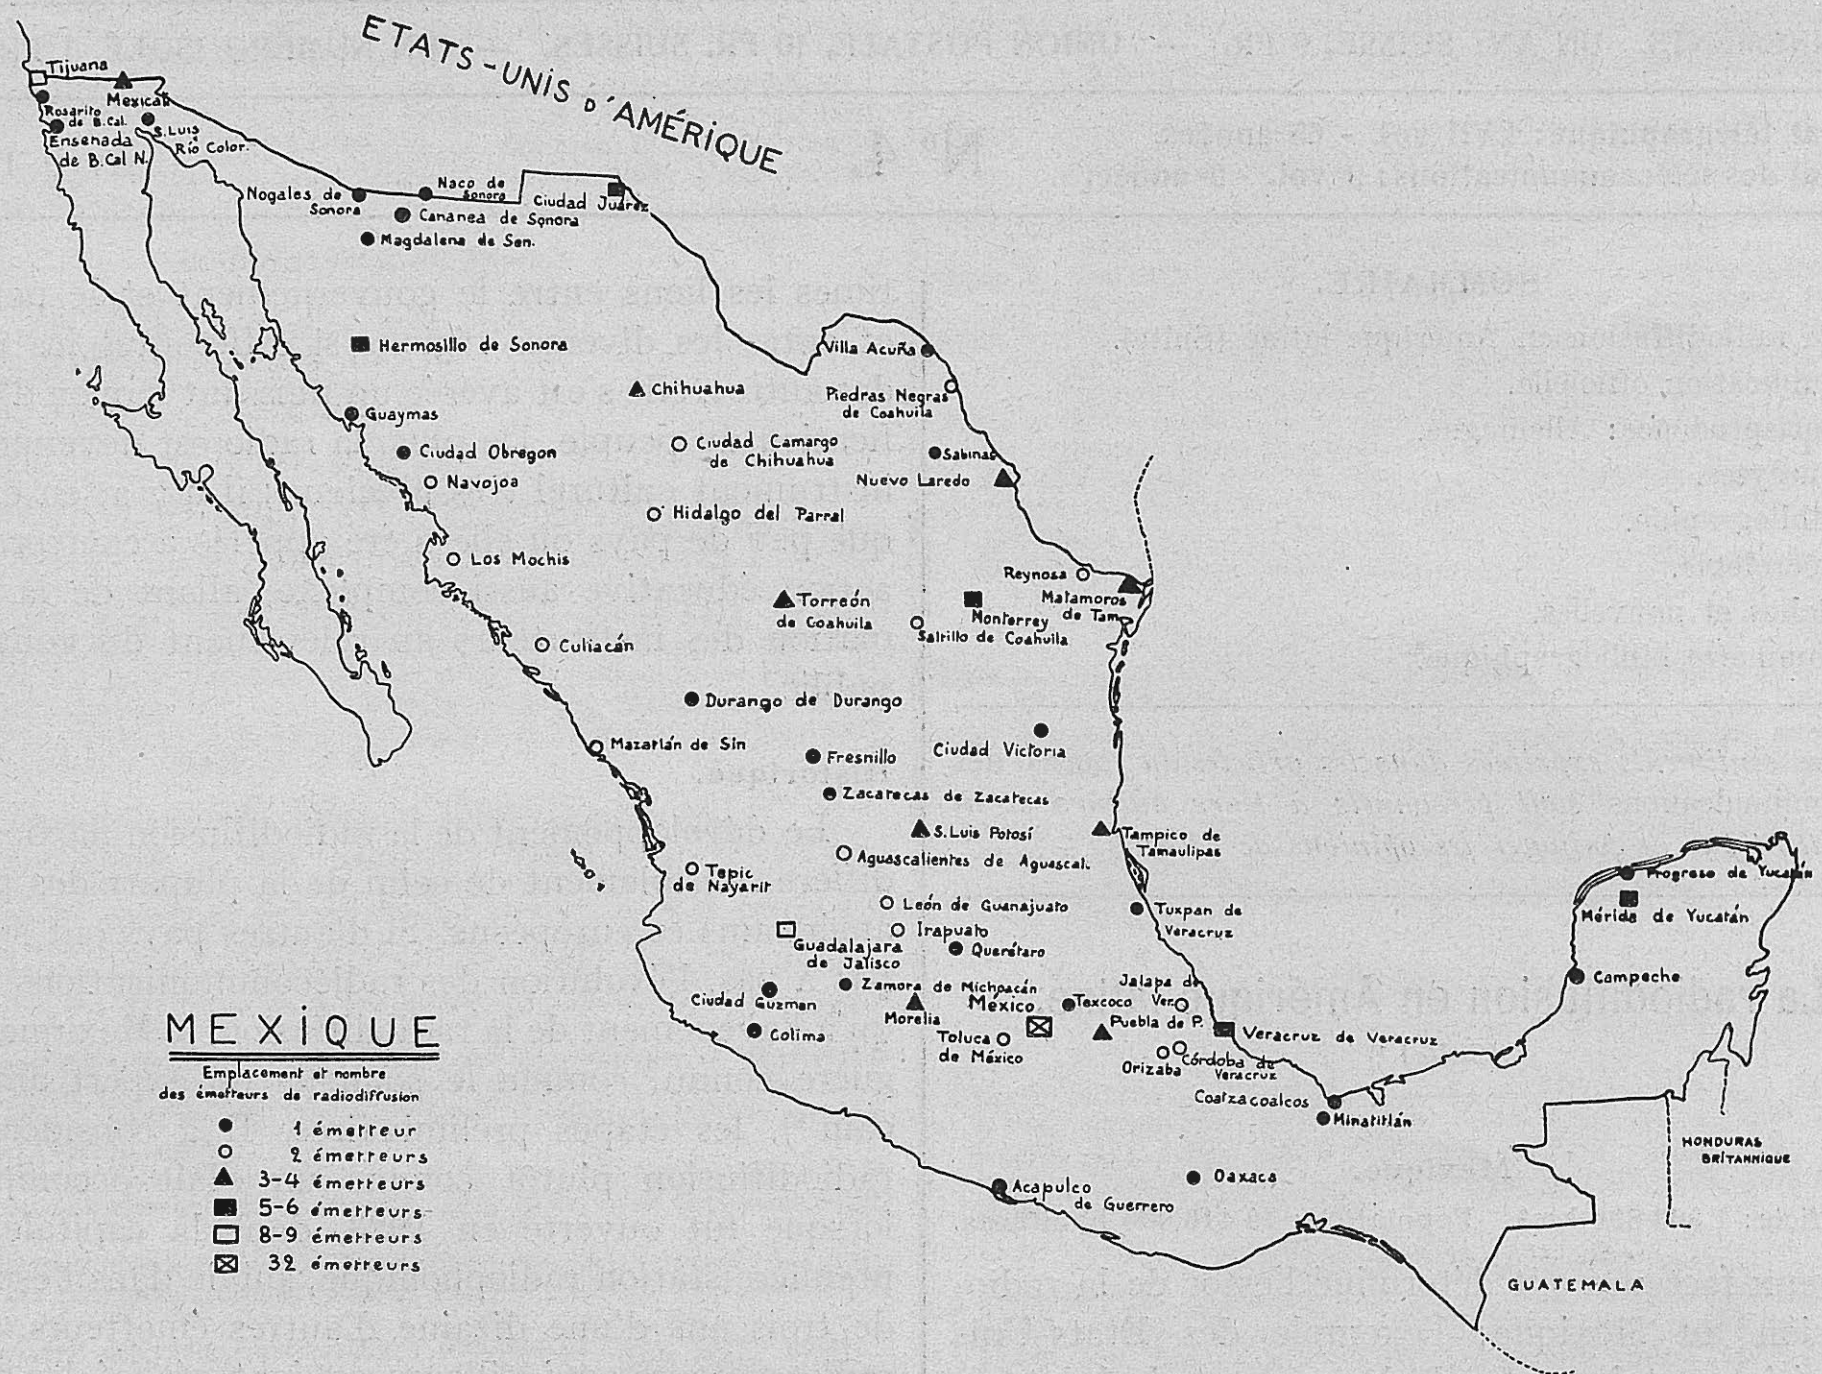 ETATS-UNIS D'AMÉRIQUE
Tijuana
Mexicali
Rosarito
de B.Cal.
Ensenada
de B.Cal N.
S.Luis
Río Color.
Nogales de
Sonora
Naco de
Sonora
Cananea de Sonora
Magdalena de Son.
Ciudad Juárez
Hermosillo de Sonora
Chihuahua
Villa Acuña
Piedras Negras
de Coahuila
Guaymas
Ciudad Obregon
Navojoa
Ciudad Camargo
de Chihuahua
Sabinas
Nuevo Laredo
Hidalgo del Parral
Los Mochis
Reynosa
Matamoros
de Tam.
Torreón
de Coahuila
Monterrey
Saltillo de Coahuila
Culiacán
Durango de Durango
Mazatlán de Sin
Fresnillo
Ciudad Victoria
Zacatecas de Zacatecas
S.Luis Potosí
Tampico de
Tamaulipas
Aguascalientes de Aguascal.
Tepic
de Nayarit
León de Guanajuato
Tuxpan de
Veracruz
Progreso de Yucatán
Mérida de Yucatán
Guadalajara
de Jalisco
Irapuato
Querétaro
Campeche
Ciudad Guzman
Zamora de Michoacán
Morelia
México
Texcoco
Jalapa de
Ver.
Colima
Toluca
de México
Puebla de P.
Veracruz de Veracruz
Orizaba
Córdoba de
Veracruz
Coatzacoalcos
Minatitlán
Oaxaca
Acapulco
de Guerrero
HONDURAS
BRITANNIQUE
GUATEMALA
MEXIQUE
Emplacement et nombre
des émetteurs de radiodiffusion
1 émetteur
2 émetteurs
3-4 émetteurs
5-6 émetteurs
8-9 émetteurs
32 émetteurs